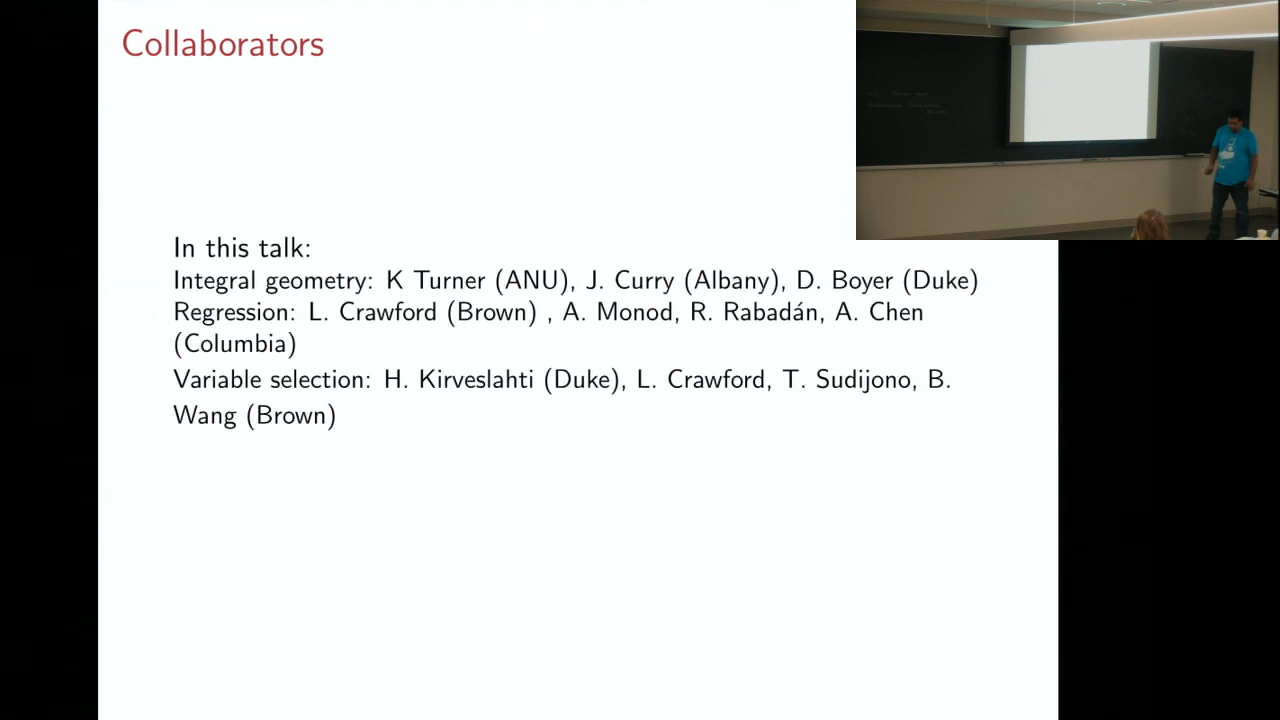 Collaborators
In this talk:
Integral geometry: K Turner (ANU), J. Curry (Albany), D. Boyer (Duke)
Regression: L. Crawford (Brown) , A. Monod, R. Rabadán, A. Chen
(Columbia)
Variable selection: H. Kirveslahti (Duke), L. Crawford, T. Sudijono, B.
Wang (Brown)